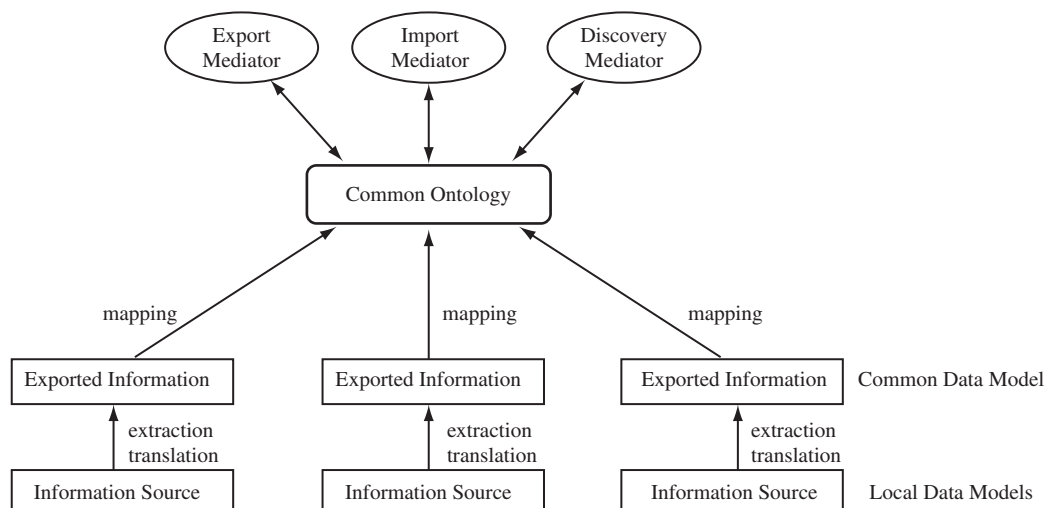 Export
Mediator
Import
Mediator
Discovery
Mediator
Common Ontology
mapping
mapping
mapping
Exported Information
Exported Information
Exported Information
Common Data Model
extraction
translation
extraction
translation
extraction
translation
Information Source
Information Source
Information Source
Local Data Models